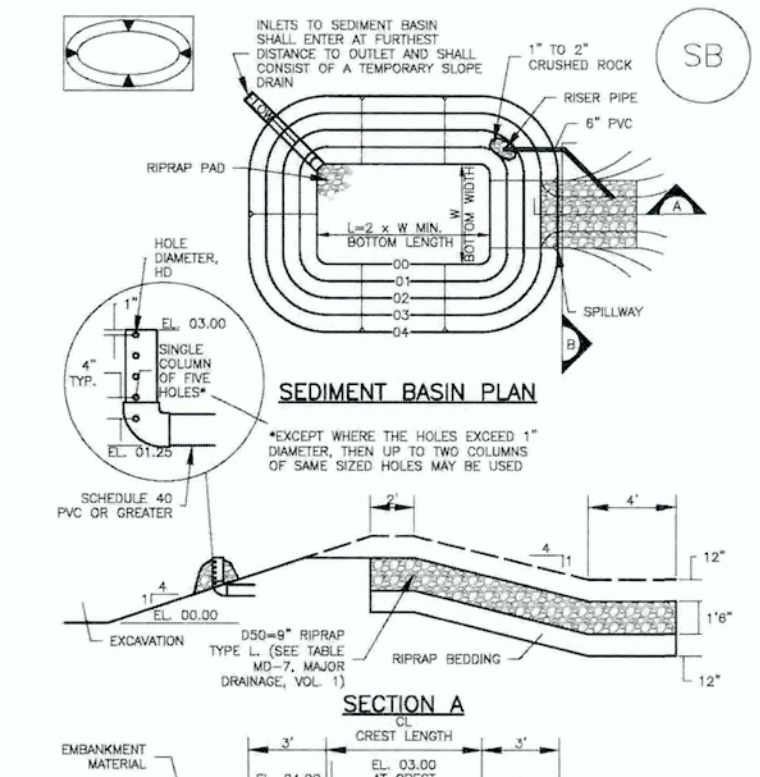 INLETS TO SEDIMENT BASIN
SHALL ENTER AT FURTHEST
DISTANCE TO OUTLET AND SHALL
CONSIST OF A TEMPORARY SLOPE
DRAIN
1" TO 2"
CRUSHED ROCK
SB
RISER PIPE
6" PVC
FLOW
RIPRAP PAD
W
BOTTOM WIDTH
L=2 x W MIN.
BOTTOM LENGTH
A
00
01
02
03
04
SPILLWAY
B
HOLE
DIAMETER,
HD
1"
EL. 03.00
4"
TYP.
SINGLE
COLUMN
OF FIVE
HOLES*
EL. 01.25
SEDIMENT BASIN PLAN
*EXCEPT WHERE THE HOLES EXCEED 1"
DIAMETER, THEN UP TO TWO COLUMNS
OF SAME SIZED HOLES MAY BE USED
SCHEDULE 40
PVC OR GREATER
2'
4'
4
1
12"
4
1
EL. 00.00
EXCAVATION
1'6"
D50=9" RIPRAP
TYPE L. (SEE TABLE
MD-7, MAJOR
DRAINAGE, VOL. 1)
RIPRAP BEDDING
12"
SECTION A
CL
CREST LENGTH
EMBANKMENT
MATERIAL
3'
3'
EL. 04.00
EL. 03.00
AT CREST